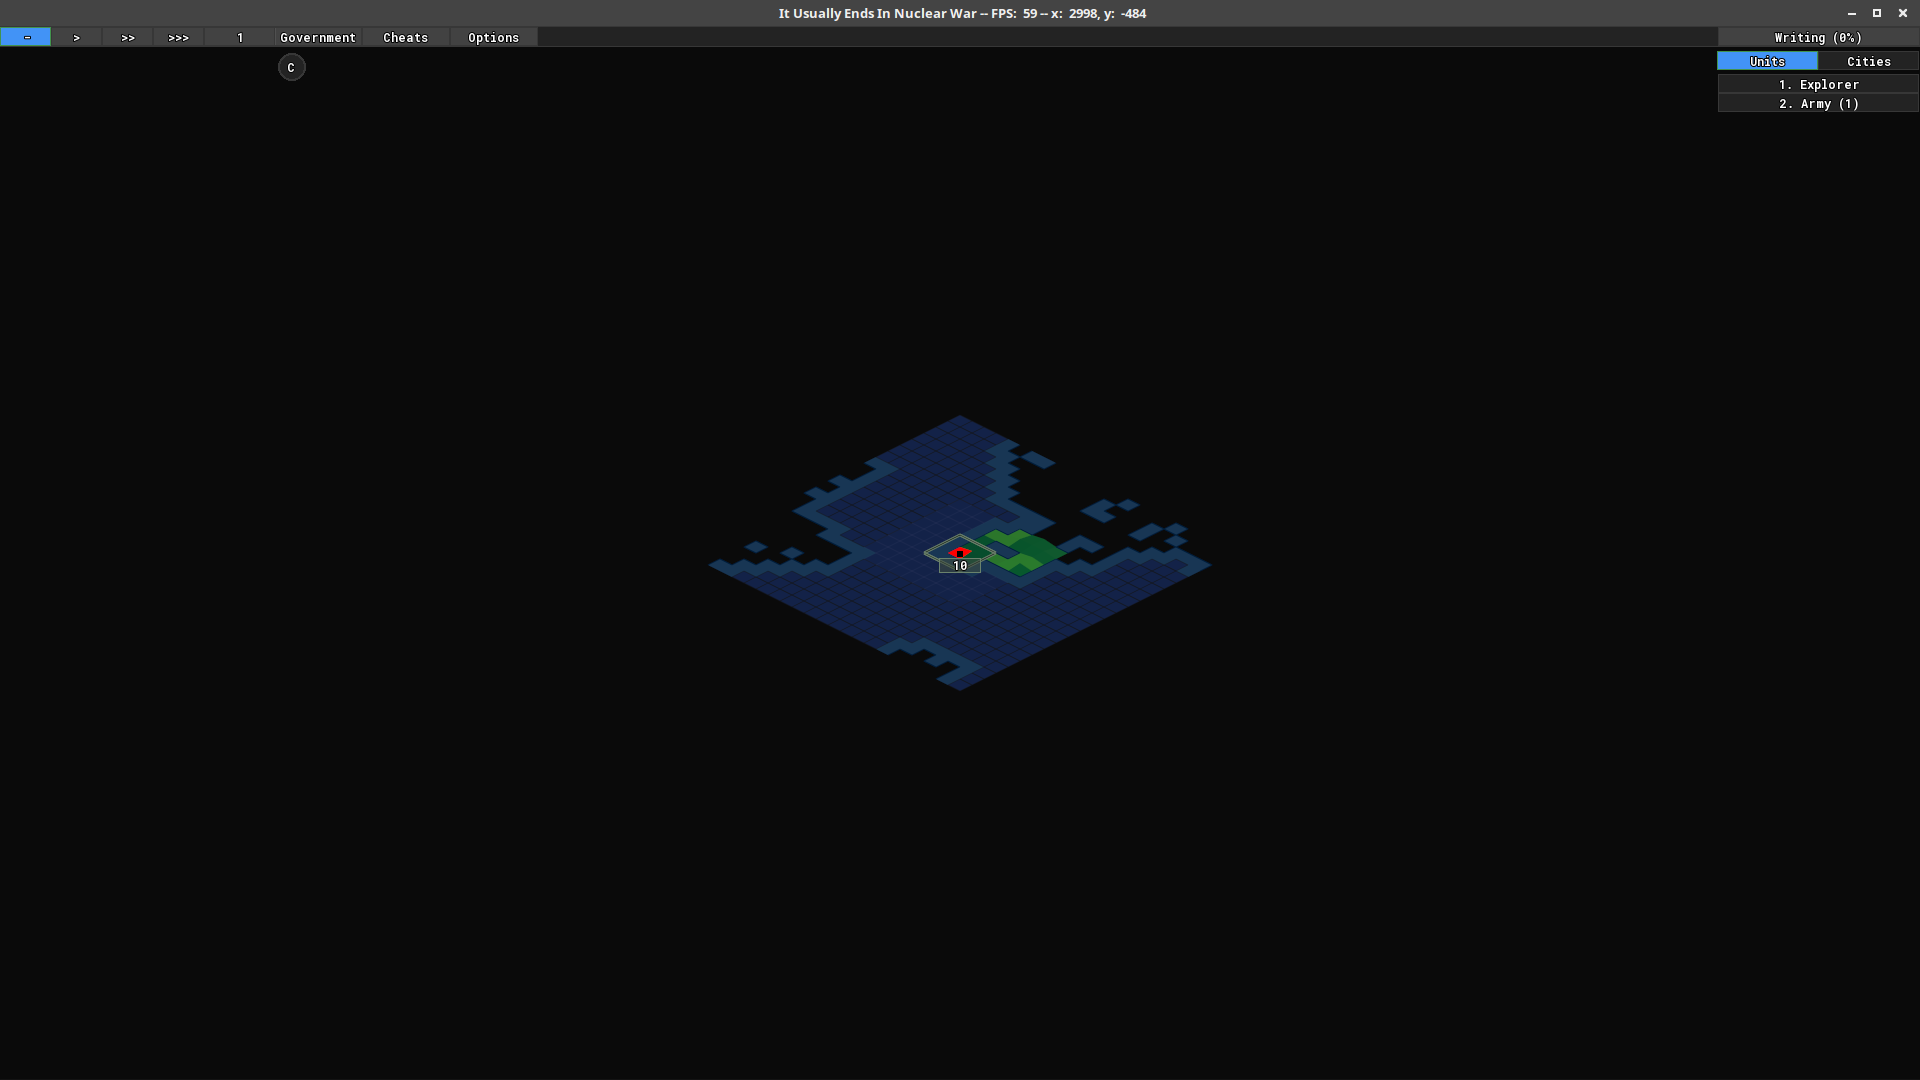 It Usually Ends In Nuclear War -- FPS: 59 -- x: 2998, y: -484
- > >> >>> 1 Government Cheats Options Writing (0%)
C
Units Cities
1. Explorer
2. Army (1)
10